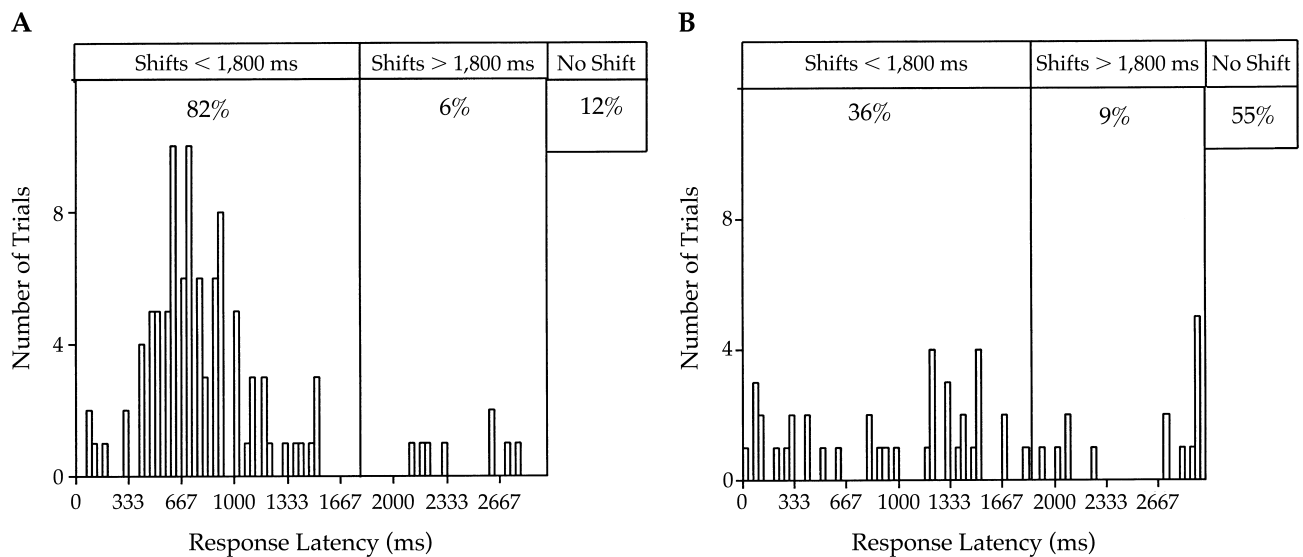 A
Shifts < 1,800 ms
Shifts > 1,800 ms
No Shift
82%
6%
12%
Number of Trials
8
4
0
0 333 667 1000 1333 1667 2000 2333 2667
Response Latency (ms)
B
Shifts < 1,800 ms
Shifts > 1,800 ms
No Shift
36%
9%
55%
Number of Trials
8
4
0
0 333 667 1000 1333 1667 2000 2333 2667
Response Latency (ms)